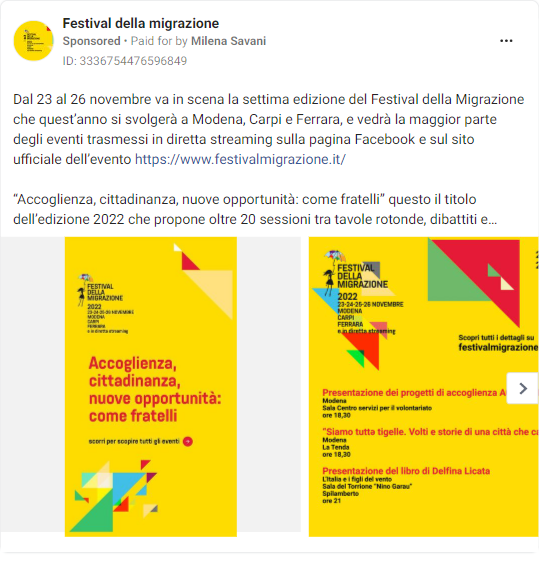 Festival della migrazione
Sponsored • Paid for by Milena Savani
ID: 3336754476596849
Dal 23 al 26 novembre va in scena la settima edizione del Festival della Migrazione
che quest'anno si svolgerà a Modena, Carpi e Ferrara, e vedrà la maggior parte
degli eventi trasmessi in diretta streaming sulla pagina Facebook e sul sito
ufficiale dell'evento https://www.festivalmigrazione.it/
“Accoglienza, cittadinanza, nuove opportunità: come fratelli” questo il titolo
dell'edizione 2022 che propone oltre 20 sessioni tra tavole rotonde, dibattiti e...
FESTIVAL
DELLA
MIGRAZIONE
2022
23-24-25-26 NOVEMBRE
MODENA
CARPI
FERRARA
e in diretta streaming
Accoglienza,
cittadinanza,
nuove opportunità:
come fratelli
scorri per scoprire tutti gli eventi
FESTIVAL
DELLA
MIGRAZIONE
2022
23-24-25-26 NOVEMBRE
MODENA
CARPI
FERRARA
e in diretta streaming
Scopri tutti i dettagli su
festivalmigrazione
Presentazione dei progetti di accoglienza
Modena
Sala Centro servizi per il volontariato
ore 18,30
"Siamo tuttə tigelle. Volti e storie di una città che
Modena
La Tenda
ore 18,30
Presentazione del libro di Delfina Licata
L'Italia e i figli del vento
Sala del Torrione "Nino Garau"
Spilamberto
ore 21